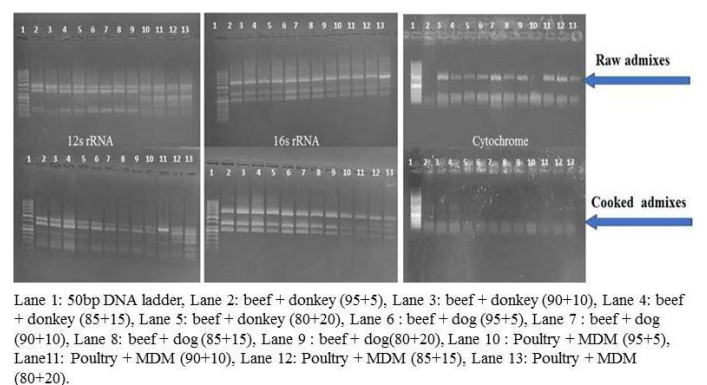 1 2 3 4 5 6 7 8 9 10 11 12 13
1 2 3 4 5 6 7 8 9 10 11 12 13
1 2 3 4 5 6 7 8 9 10 11 12 13
Raw admixes
12s rRNA
16s rRNA
Cytochrome
1 2 3 4 5 6 7 8 9 10 11 12 13
1 2 3 4 5 6 7 8 9 10 11 12 13
1 2 3 4 5 6 7 8 9 10 11 12 13
Cooked admixes
Lane 1: 50bp DNA ladder, Lane 2: beef + donkey (95+5), Lane 3: beef + donkey (90+10), Lane 4: beef
+ donkey (85+15), Lane 5: beef + donkey (80+20), Lane 6 : beef + dog (95+5), Lane 7 : beef + dog
(90+10), Lane 8: beef + dog (85+15), Lane 9 : beef + dog(80+20), Lane 10 : Poultry + MDM (95+5),
Lane11: Poultry + MDM (90+10), Lane 12: Poultry + MDM (85+15), Lane 13: Poultry + MDM
(80+20).